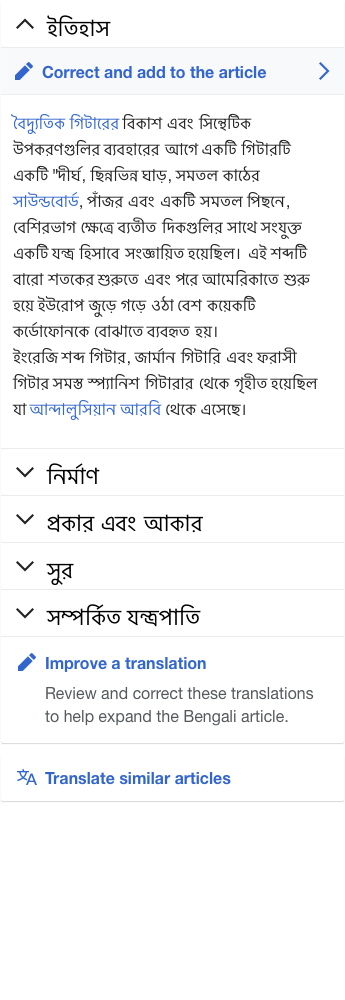 ইতিহাস
Correct and add to the article
বৈদ্যুতিক গিটারের বিকাশ এবং সিন্থেটিক
উপকরণগুলির ব্যবহারের আগে একটি গিটারটি
একটি "দীর্ঘ, ছিন্নভিন্ন ঘাড়, সমতল কাঠের
সাউন্ডবোর্ড, পাঁজর এবং একটি সমতল পিছনে,
বেশিরভাগ ক্ষেত্রে ব্যতীত দিকগুলির সাথে সংযুক্ত
একটি যন্ত্র হিসাবে সংজ্ঞায়িত হয়েছিল। এই শব্দটি
বারো শতকের শুরুতে এবং পরে আমেরিকাতে শুরু
হয়ে ইউরোপ জুড়ে গড়ে ওঠা বেশ কয়েকটি
কর্ডোফোনকে বোঝাতে ব্যবহৃত হয়।
ইংরেজি শব্দ গিটার, জার্মান গিটারি এবং ফরাসী
গিটার সমস্ত স্প্যানিশ গিটারার থেকে গৃহীত হয়েছিল
যা আন্দালুসিয়ান আরবি থেকে এসেছে।
নির্মাণ
প্রকার এবং আকার
সুর
সম্পর্কিত যন্ত্রপাতি
Improve a translation
Review and correct these translations
to help expand the Bengali article.
Translate similar articles